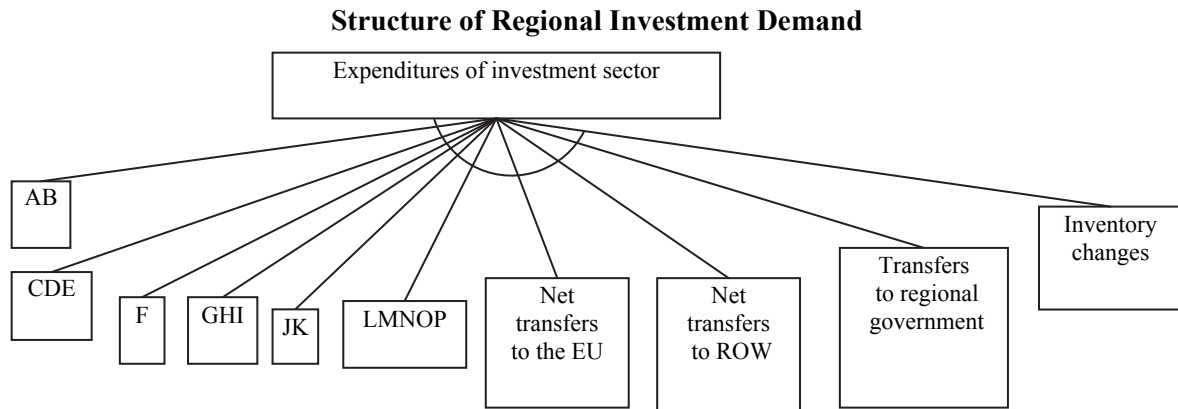 Structure of Regional Investment Demand
Expenditures of investment sector
AB
CDE
F
GHI
JK
LMNOP
Net
transfers
to the EU
Net
transfers
to ROW
Transfers
to regional
government
Inventory
changes